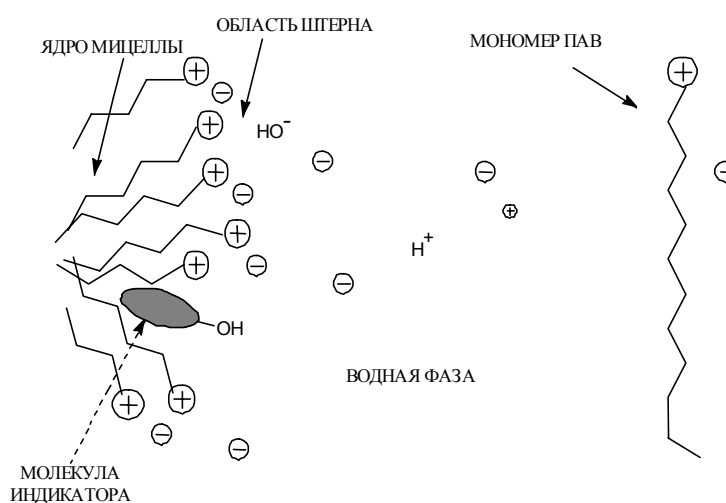 ОБЛАСТЬ ШТЕРНА
ЯДРО МИЦЕЛЛЫ
МОНОМЕР ПАВ
HO⁻
H⁺
OH
ВОДНАЯ ФАЗА
МОЛЕКУЛА
ИНДИКАТОРА